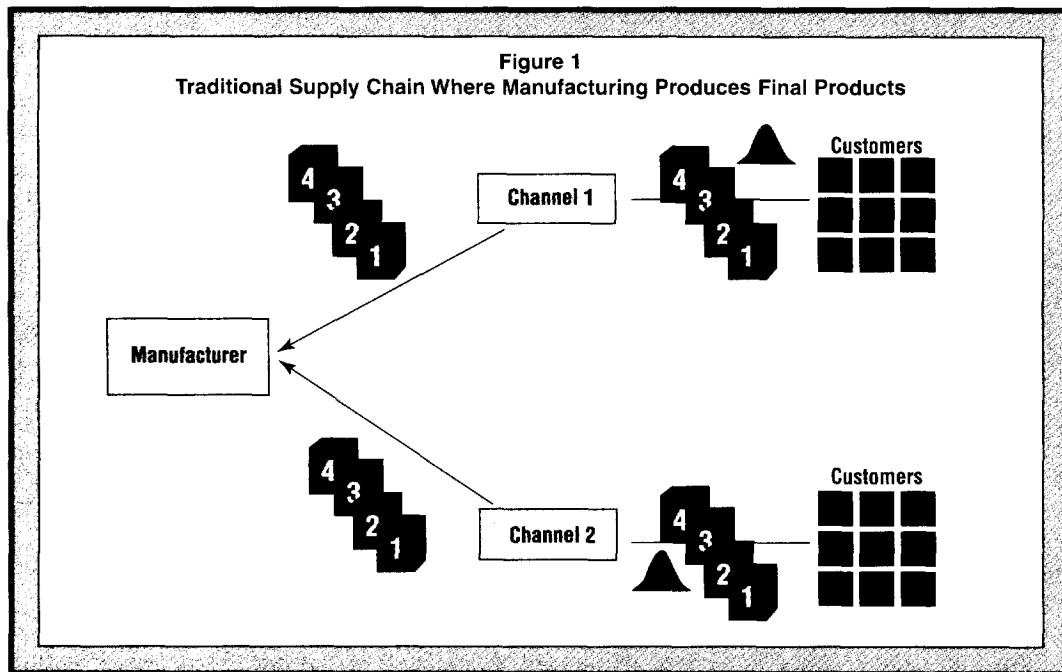 Figure 1
Traditional Supply Chain Where Manufacturing Produces Final Products
4
3
2
1
Channel 1
4
3
2
1
Customers
Manufacturer
4
3
2
1
Channel 2
4
3
2
1
Customers